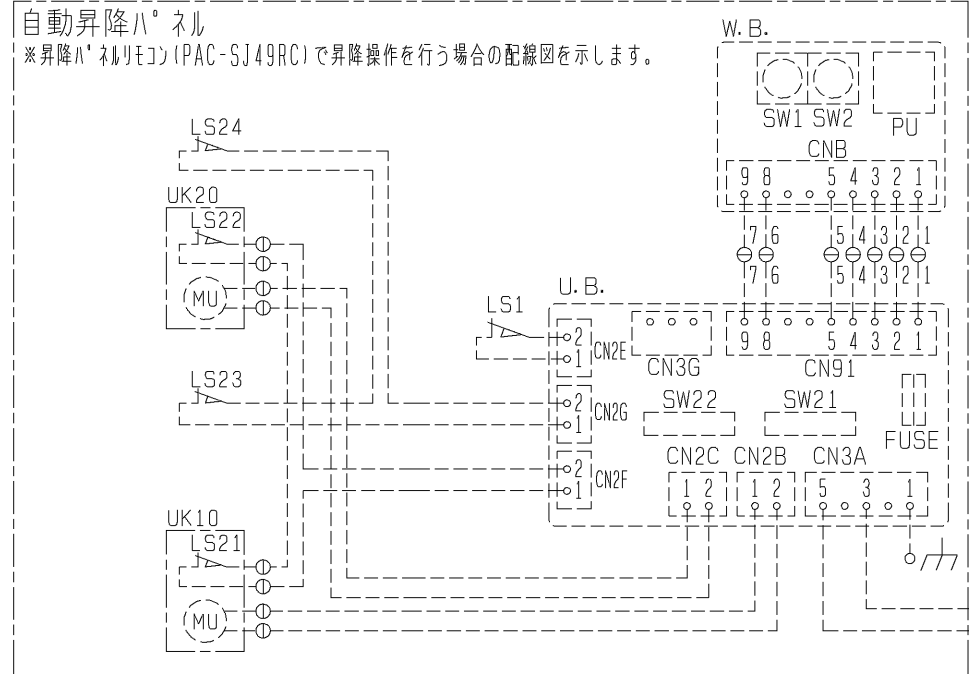 自動昇降パネル
※昇降パネルリモコン(PAC-SJ49RC)で昇降操作を行う場合の配線図を示します。
W.B.
SW1 SW2 PU
CNB
9 8 5 4 3 2 1
7 6 5 4 3 2 1
7 6 5 4 3 2 1
LS24
UK20
LS22
MU
U.B.
LS1
2
1
CN2E
CN3G
9 8 5 4 3 2 1
CN91
LS23
2
1
CN2G
SW22 SW21
FUSE
2
1
CN2F
CN2C CN2B CN3A
1 2 1 2 5 3 1
UK10
LS21
MU